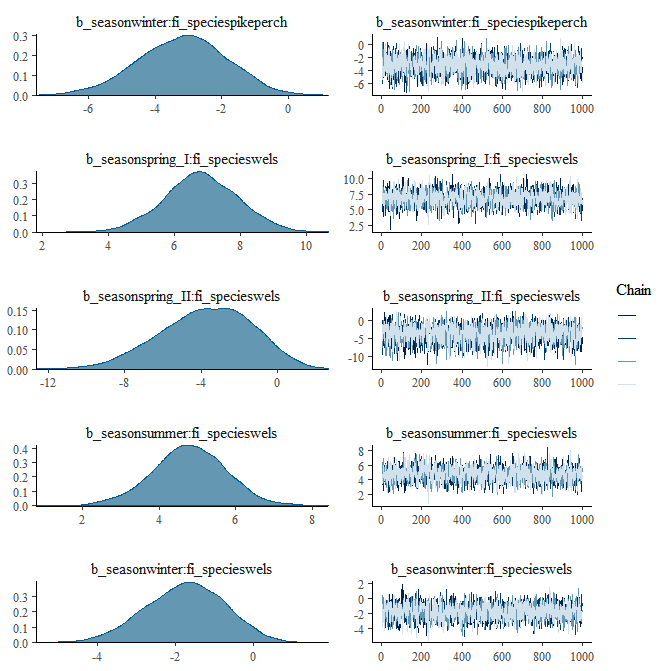 b_seasonwinter:fi_speciespikeperch b_seasonwinter:fi_speciespikeperch
0.3
0.2
0.1
0.0
-6 -4 -2 0
0
-2
-4
-6
0 200 400 600 800 1000
b_seasonspring_I:fi_specieswels b_seasonspring_I:fi_specieswels
0.3
0.2
0.1
0.0
2 4 6 8 10
10.0
7.5
5.0
2.5
0 200 400 600 800 1000
b_seasonspring_II:fi_specieswels b_seasonspring_II:fi_specieswels
0.15
0.10
0.05
0.00
-12 -8 -4 0
0
-5
-10
0 200 400 600 800 1000
Chain
b_seasonsummer:fi_specieswels b_seasonsummer:fi_specieswels
0.4
0.3
0.2
0.1
0.0
2 4 6 8
8
6
4
2
0 200 400 600 800 1000
b_seasonwinter:fi_specieswels b_seasonwinter:fi_specieswels
0.3
0.2
0.1
0.0
-4 -2 0
2
0
-2
-4
0 200 400 600 800 1000